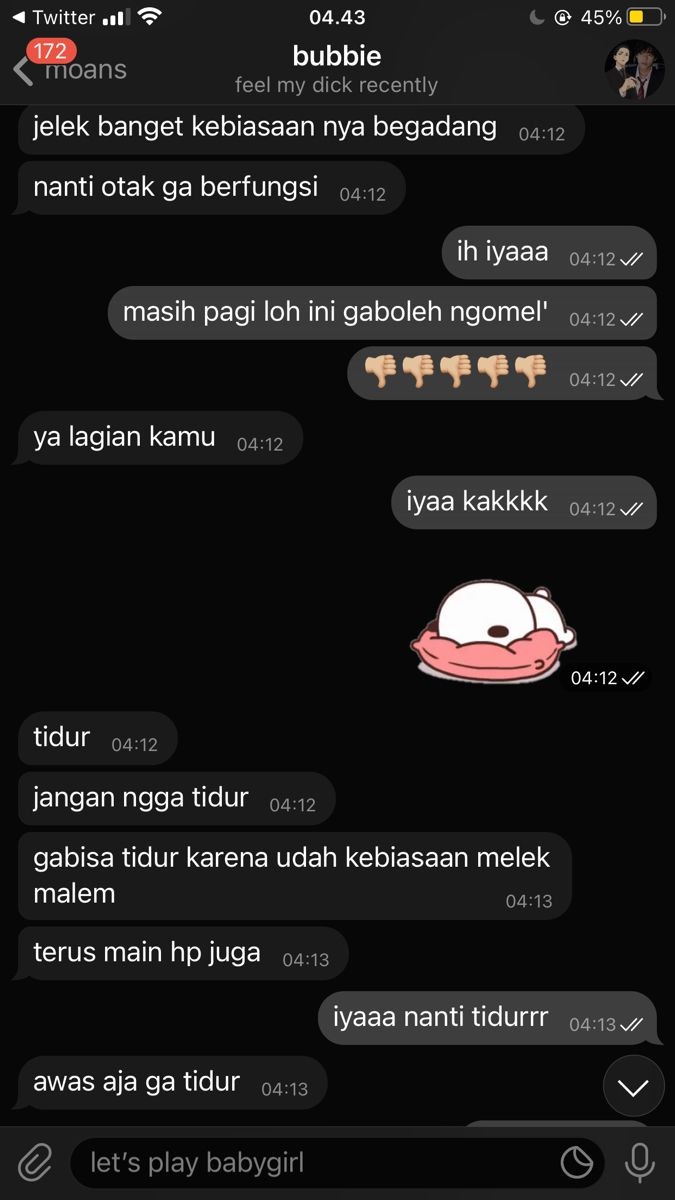 Twitter
04.43
45%
172
moans
bubbie
feel my dick recently
jelek banget kebiasaan nya begadang 04:12
nanti otak ga berfungsi 04:12
ih iyaaa 04:12
masih pagi loh ini gaboleh ngomel' 04:12
👎🏼👎🏼👎🏼👎🏼👎🏼 04:12
ya lagian kamu 04:12
iyaa kakkkk 04:12
04:12
tidur 04:12
jangan ngga tidur 04:12
gabisa tidur karena udah kebiasaan melek
malem 04:13
terus main hp juga 04:13
iyaaa nanti tidurrr 04:13
awas aja ga tidur 04:13
let's play babygirl